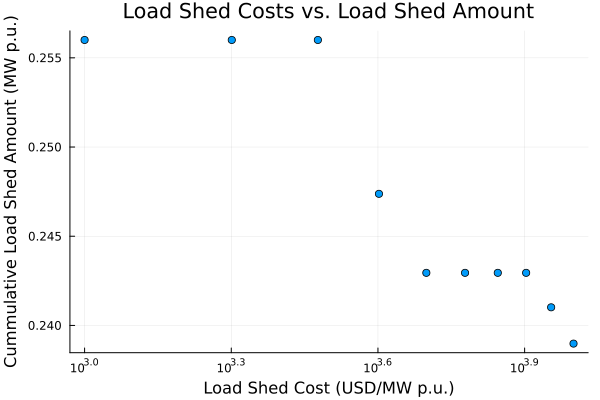 Load Shed Costs vs. Load Shed Amount
Cummulative Load Shed Amount (MW p.u.)
0.255
0.250
0.245
0.240
10^3.0 10^3.3 10^3.6 10^3.9
Load Shed Cost (USD/MW p.u.)